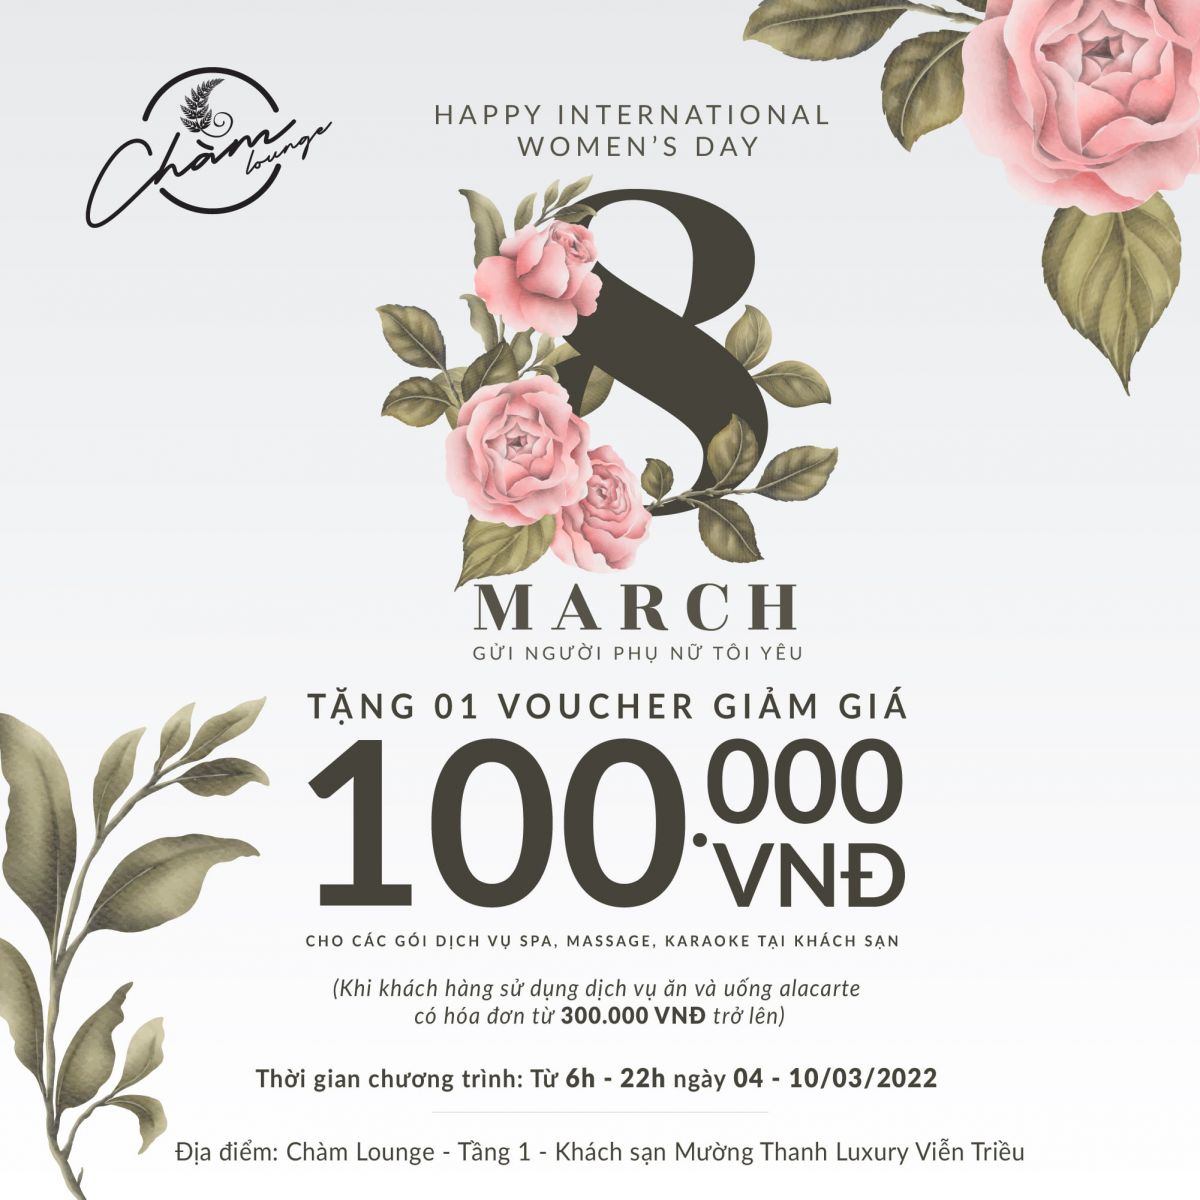 Chàm
lounge
HAPPY INTERNATIONAL
WOMEN'S DAY
8
MARCH
GỬI NGƯỜI PHỤ NỮ TÔI YÊU
TẶNG 01 VOUCHER GIẢM GIÁ
100.000
VNĐ
CHO CÁC GÓI DỊCH VỤ SPA, MASSAGE, KARAOKE TẠI KHÁCH SẠN
(Khi khách hàng sử dụng dịch vụ ăn và uống alacarte
có hóa đơn từ 300.000 VNĐ trở lên)
Thời gian chương trình: Từ 6h - 22h ngày 04 - 10/03/2022
Địa điểm: Chàm Lounge - Tầng 1 - Khách sạn Mường Thanh Luxury Viễn Triều